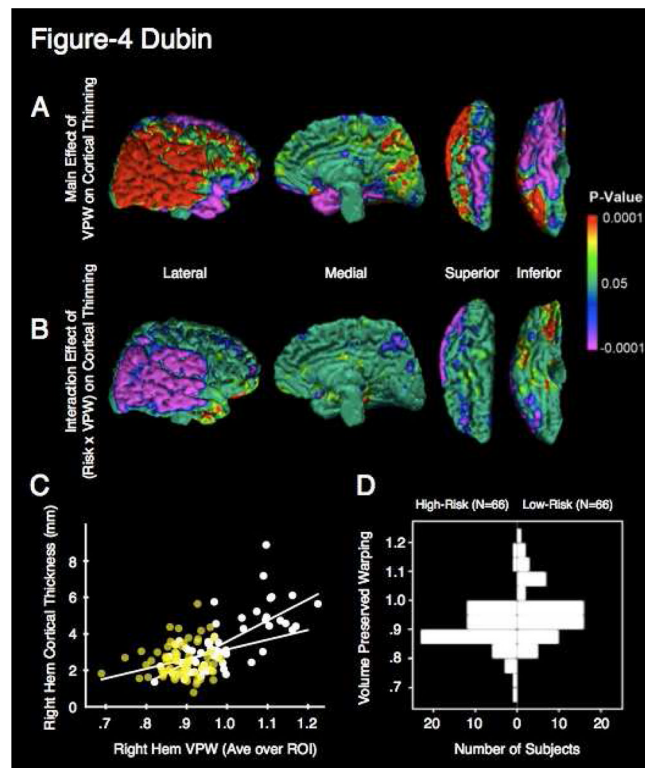 Figure-4 Dubin
A
Main Effect of
VPW on Cortical Thinning
P-Value
0.0001
0.05
-0.0001
Lateral
Medial
Superior
Inferior
B
Interaction Effect of
(Risk x VPW) on Cortical Thinning
C
Right Hem Cortical Thickness (mm)
8
6
4
2
0
.7 .8 .9 1.0 1.1 1.2
Right Hem VPW (Ave over ROI)
D
High-Risk (N=66) Low-Risk (N=66)
Volume Preserved Warping
1.2
1.1
1.0
.9
.8
.7
20 10 0 10 20
Number of Subjects